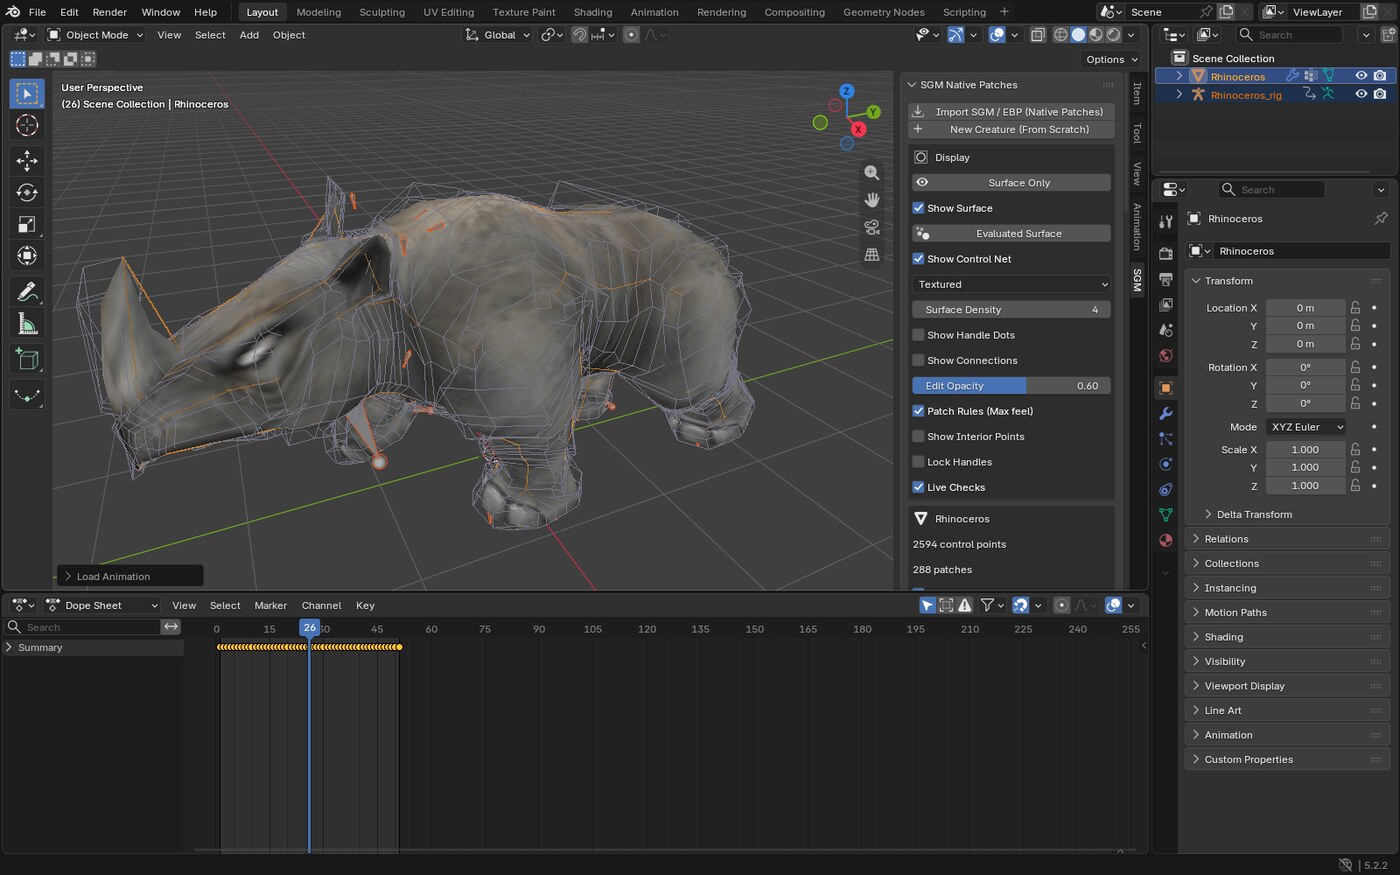 File Edit Render Window Help Layout Modeling Sculpting UV Editing Texture Paint Shading Animation Rendering Compositing Geometry Nodes Scripting Scene ViewLayer
Object Mode View Select Add Object Global Search
Options
User Perspective
(26) Scene Collection | Rhinoceros
Z
Y
X
SGM Native Patches
Import SGM / EBP (Native Patches)
New Creature (From Scratch)
Display
Surface Only
Show Surface
Evaluated Surface
Show Control Net
Textured
Surface Density 4
Show Handle Dots
Show Connections
Edit Opacity 0.60
Patch Rules (Max feel)
Show Interior Points
Lock Handles
Live Checks
Rhinoceros
2594 control points
288 patches
Item
Tool
View
Animation
SGM
Load Animation
Dope Sheet View Select Marker Channel Key
Search
0 15 26 30 45 60 75 90 105 120 135 150 165 180 195 210 225 240 255
Summary
Scene Collection
Rhinoceros
Rhinoceros_rig
Search
Rhinoceros
Rhinoceros
Transform
Location X 0 m
Y 0 m
Z 0 m
Rotation X 0°
Y 0°
Z 0°
Mode XYZ Euler
Scale X 1.000
Y 1.000
Z 1.000
Delta Transform
Relations
Collections
Instancing
Motion Paths
Shading
Visibility
Viewport Display
Line Art
Animation
Custom Properties
5.2.2